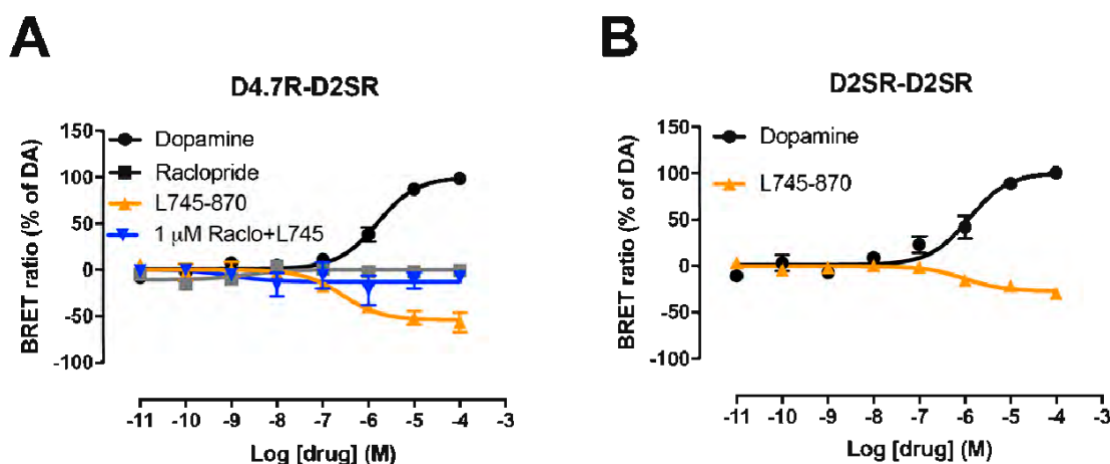 A
D4.7R-D2SR
BRET ratio (% of DA)
150
100
50
0
-50
-100
Dopamine
Raclopride
L745-870
1 μM Raclo+L745
-11 -10 -9 -8 -7 -6 -5 -4 -3
Log [drug] (M)
B
D2SR-D2SR
BRET ratio (% of DA)
150
100
50
0
-50
-100
Dopamine
L745-870
-11 -10 -9 -8 -7 -6 -5 -4 -3
Log [drug] (M)